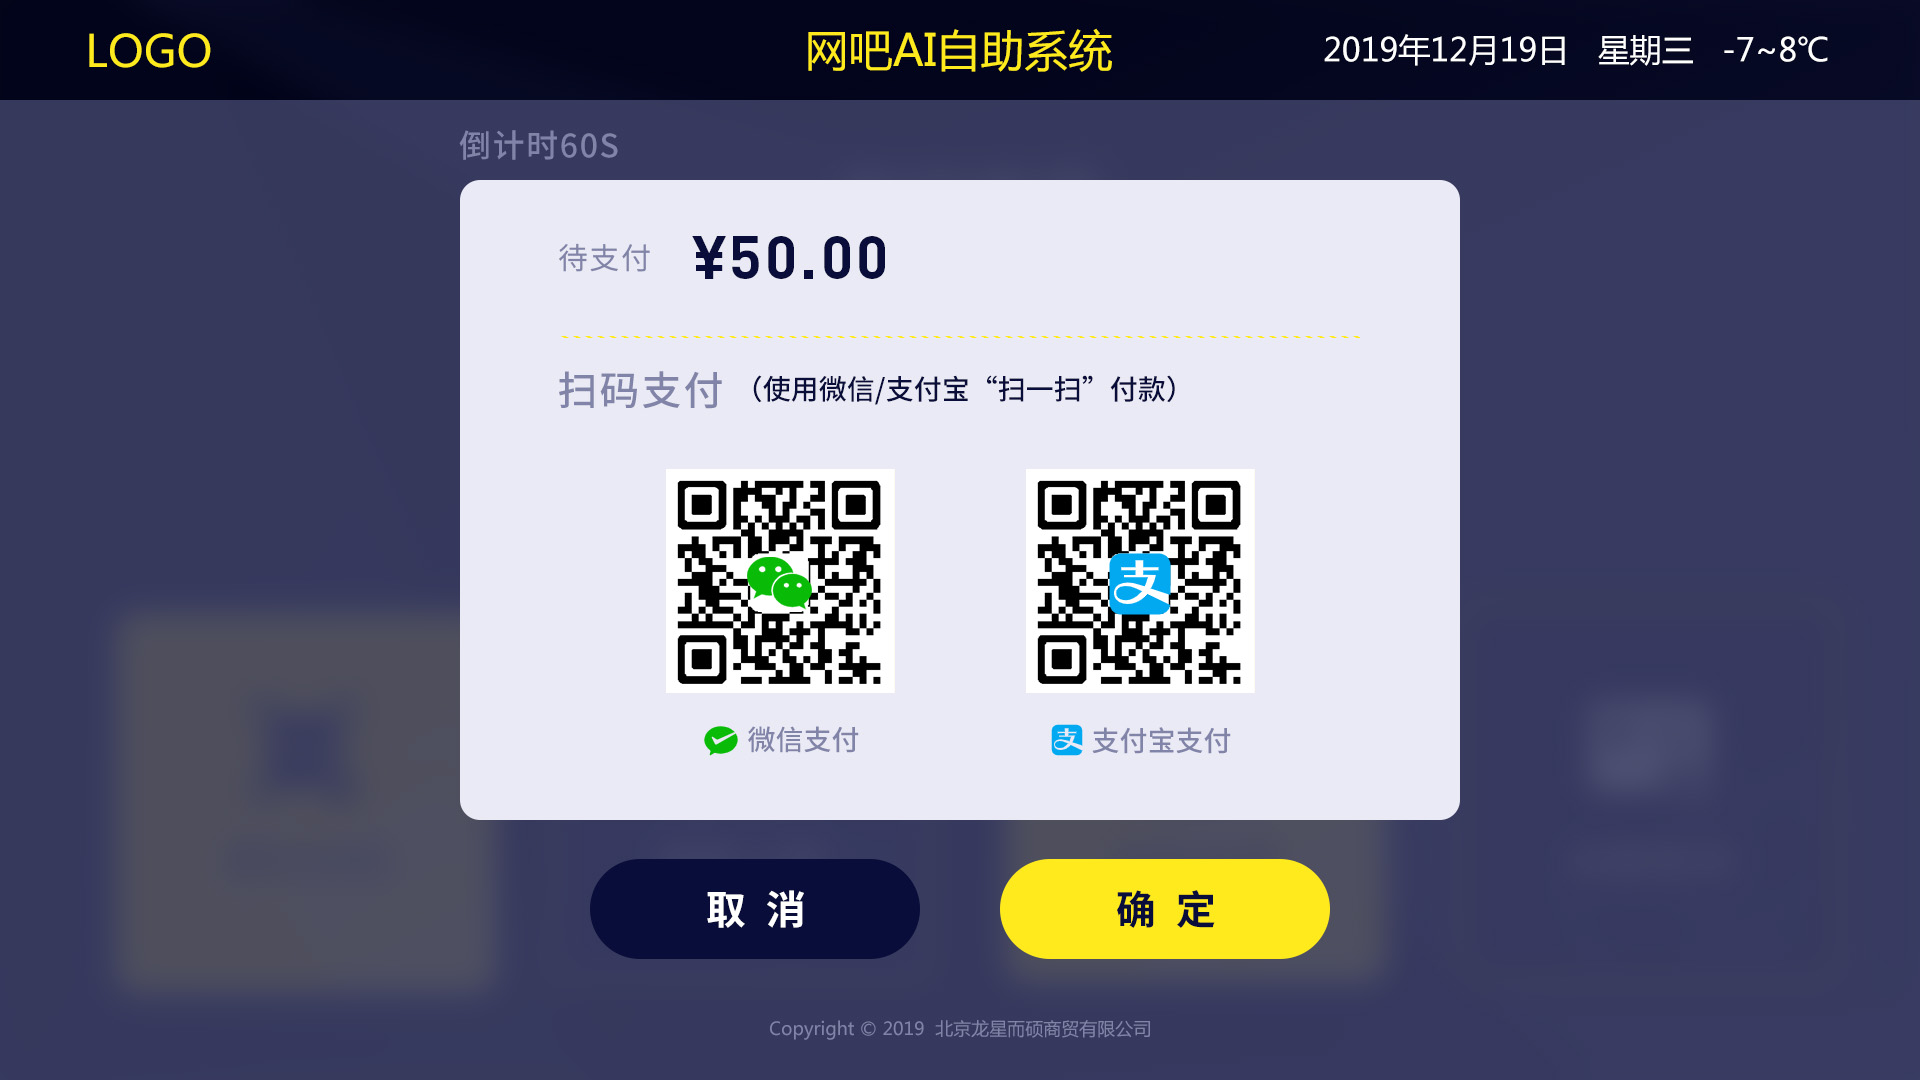 LOGO
网吧AI自助系统
2019年12月19日 星期三 -7~8℃
倒计时60S
待支付 ¥50.00
扫码支付 （使用微信/支付宝“扫一扫”付款）
支
微信支付
支 支付宝支付
取 消
确 定
Copyright © 2019 北京龙星而硕商贸有限公司